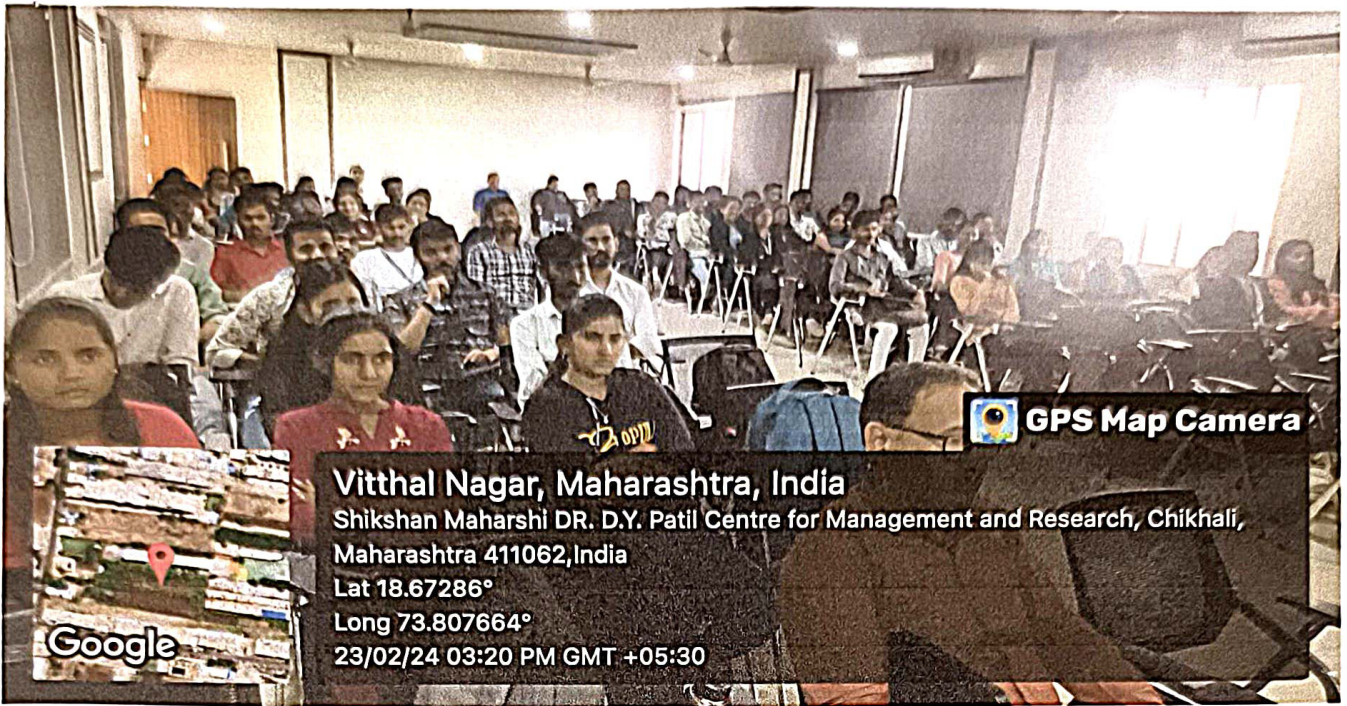 GPS Map Camera
Vitthal Nagar, Maharashtra, India
Shikshan Maharshi DR. D.Y. Patil Centre for Management and Research, Chikhali,
Maharashtra 411062,India
Lat 18.67286°
Long 73.807664°
23/02/24 03:20 PM GMT +05:30
Google